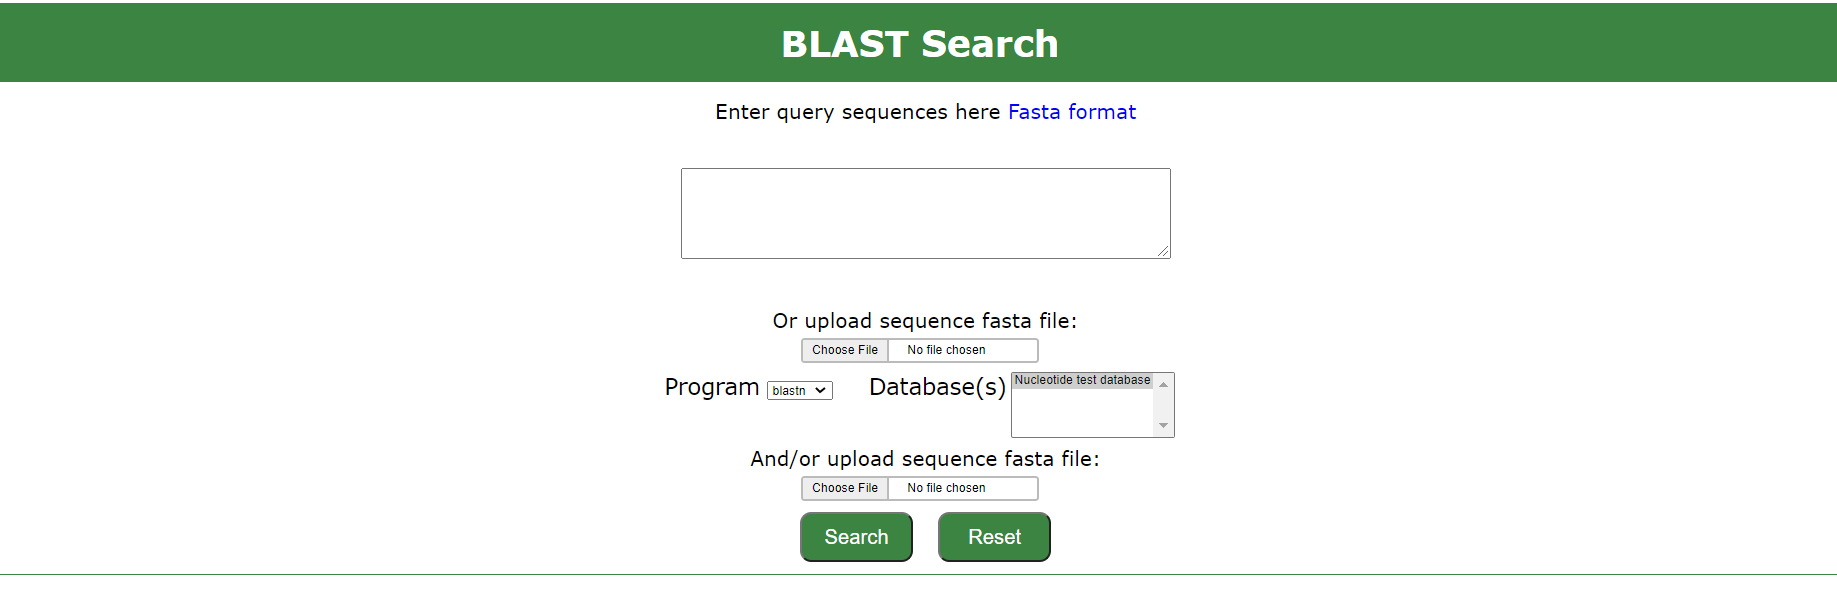 BLAST Search
Enter query sequences here Fasta format
Or upload sequence fasta file:
Choose File No file chosen
Program blastn Database(s) Nucleotide test database
And/or upload sequence fasta file:
Choose File No file chosen
Search Reset